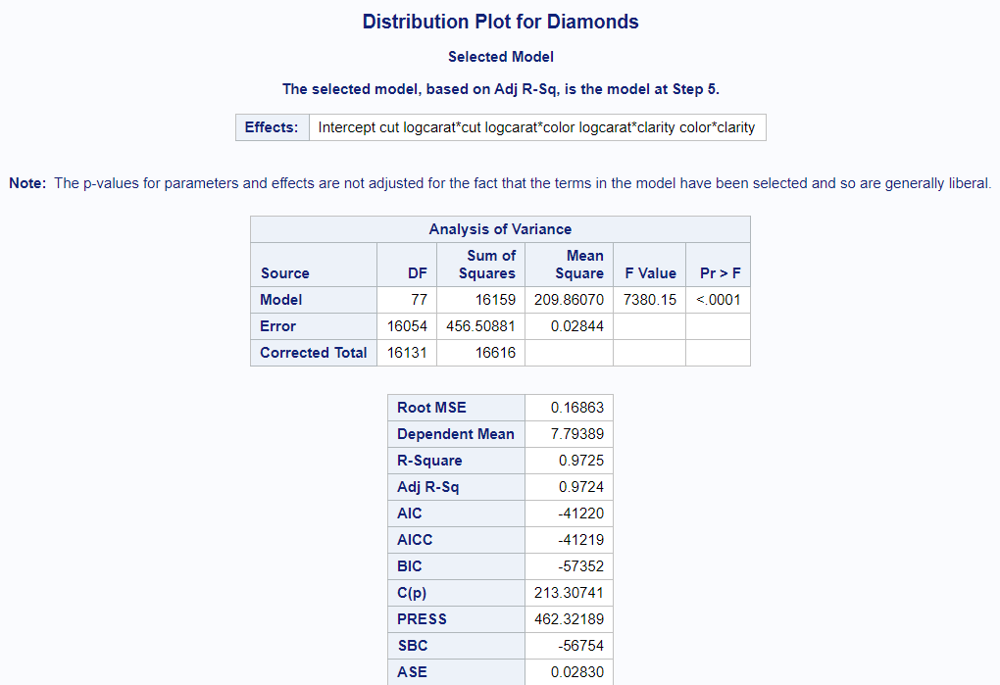 Distribution Plot for Diamonds
Selected Model
The selected model, based on Adj R-Sq, is the model at Step 5.
Effects: Intercept cut logcarat*cut logcarat*color logcarat*clarity color*clarity
Note: The p-values for parameters and effects are not adjusted for the fact that the terms in the model have been selected and so are generally liberal.
Analysis of Variance
Source DF Sum of Squares Mean Square F Value Pr > F
Model 77 16159 209.86070 7380.15 <.0001
Error 16054 456.50881 0.02844
Corrected Total 16131 16616
Root MSE 0.16863
Dependent Mean 7.79389
R-Square 0.9725
Adj R-Sq 0.9724
AIC -41220
AICC -41219
BIC -57352
C(p) 213.30741
PRESS 462.32189
SBC -56754
ASE 0.02830